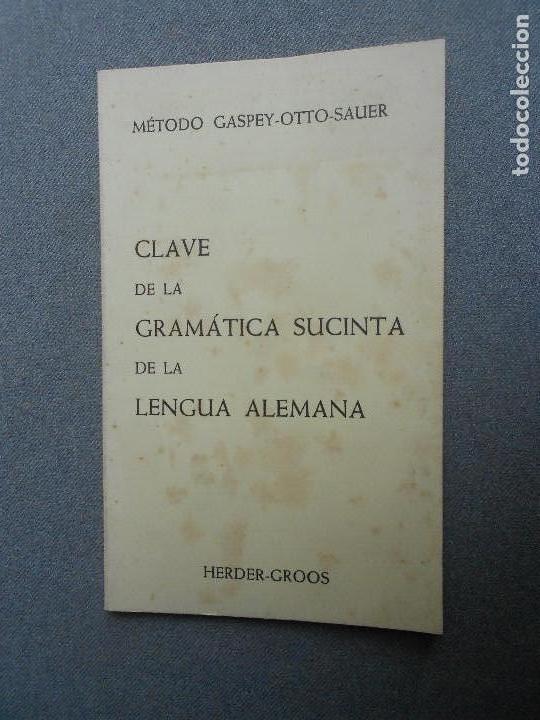 MÉTODO GASPEY-OTTO-SAUER
CLAVE
DE LA
GRAMÁTICA SUCINTA
DE LA
LENGUA ALEMANA
HERDER-GROOS
todocoleccion